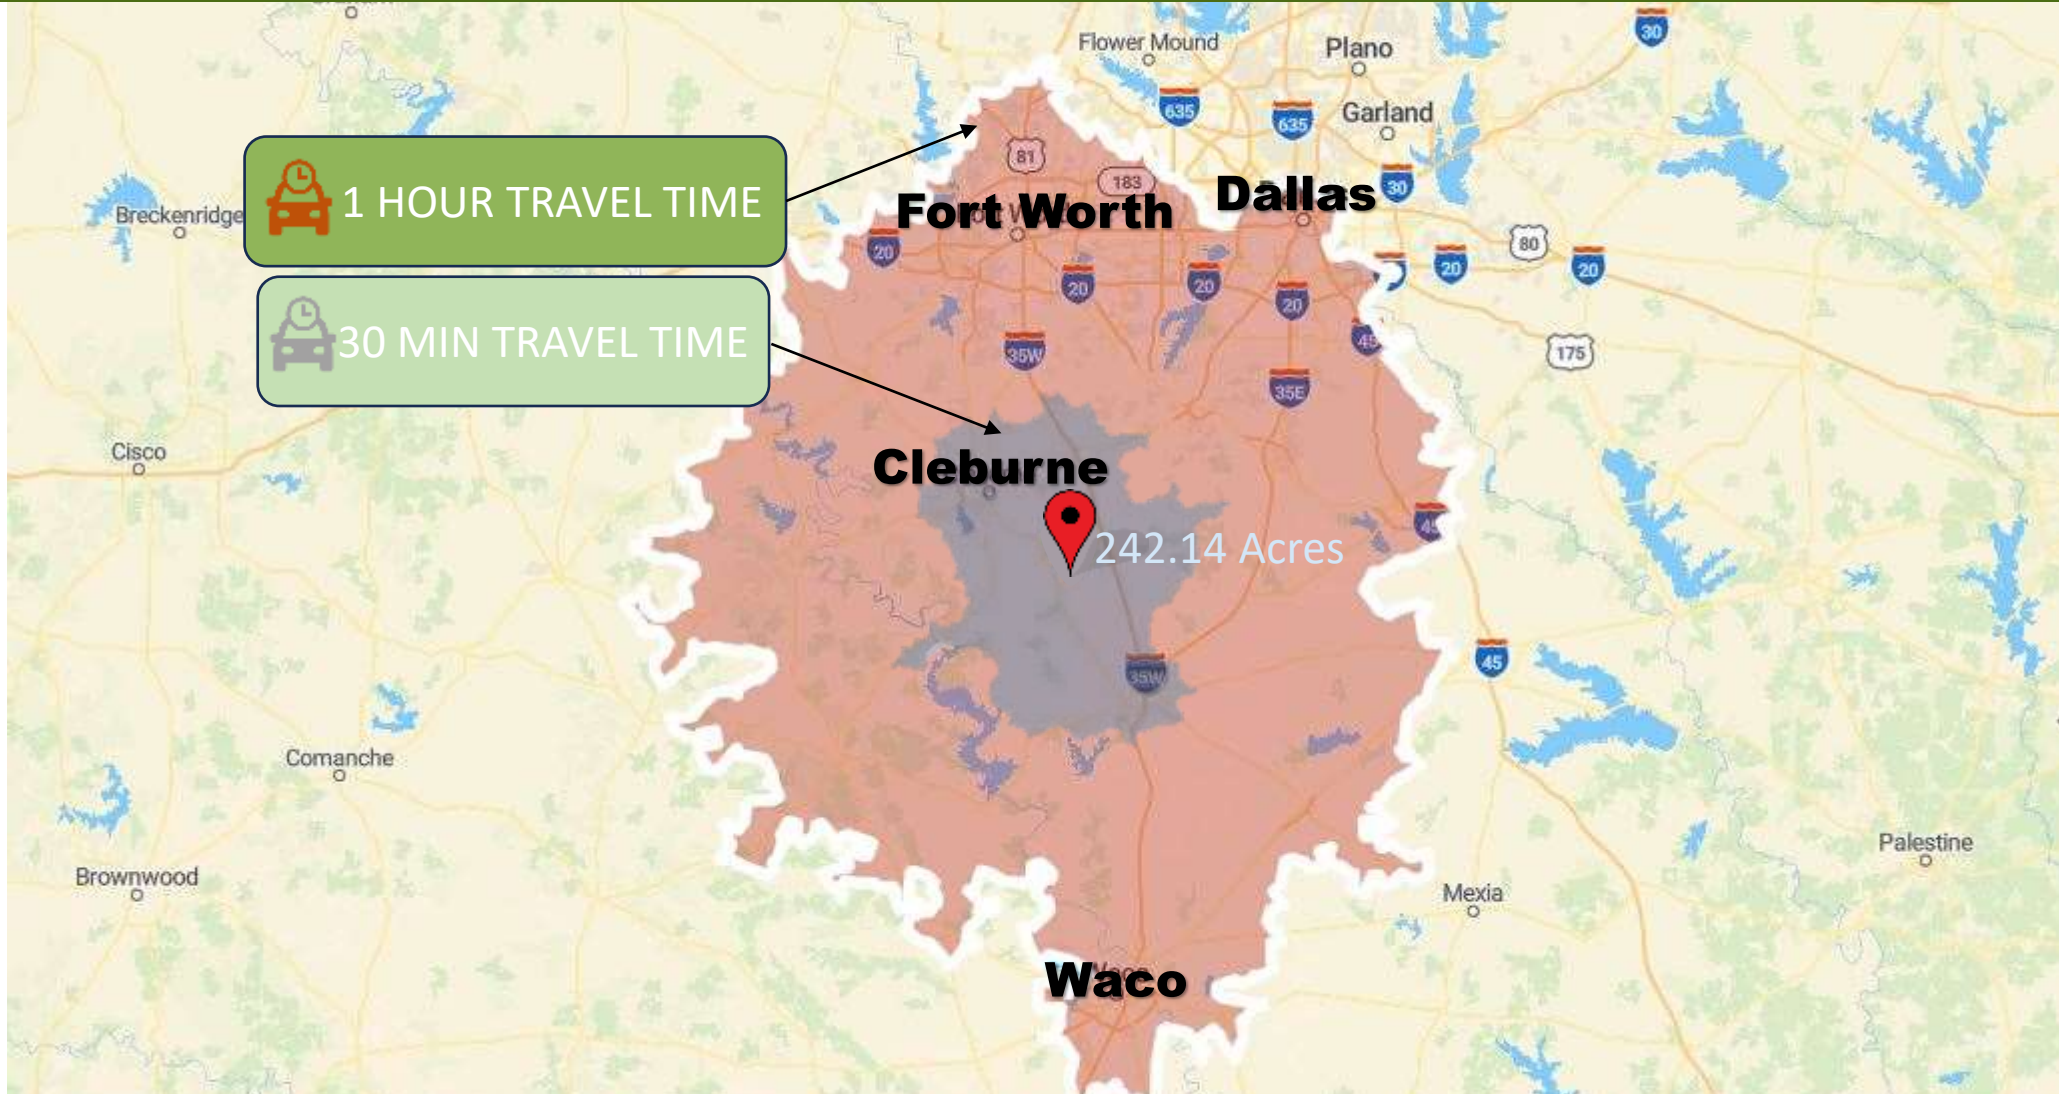 Flower Mound
Plano
30
635
635
Garland
81
183
30
1 HOUR TRAVEL TIME
Breckenridge
Fort Worth
Dallas
20
80
20
20
20
20
20
30 MIN TRAVEL TIME
35W
45
175
35E
Cisco
Cleburne
45
242.14 Acres
35W
45
Comanche
Palestine
Brownwood
Mexia
Waco